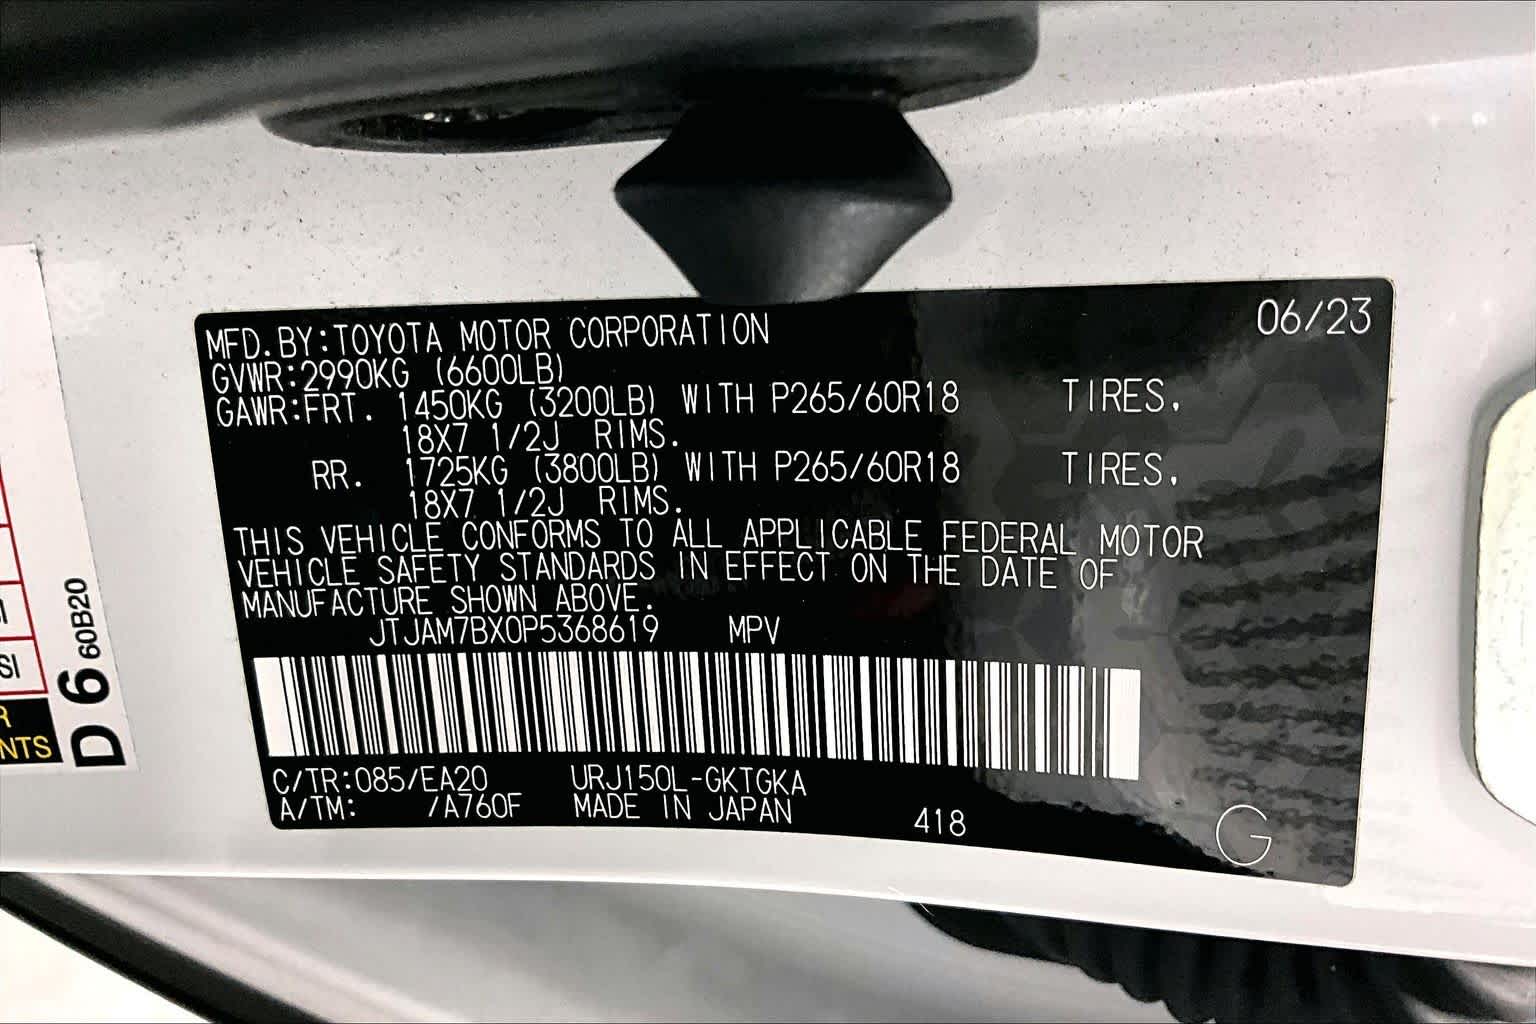 MFD.BY:TOYOTA MOTOR CORPORATION 06/23
GVWR:2990KG (6600LB)
GAWR:FRT. 1450KG (3200LB) WITH P265/60R18 TIRES,
18X7 1/2J RIMS.
RR. 1725KG (3800LB) WITH P265/60R18 TIRES,
18X7 1/2J RIMS.
THIS VEHICLE CONFORMS TO ALL APPLICABLE FEDERAL MOTOR
VEHICLE SAFETY STANDARDS IN EFFECT ON THE DATE OF
MANUFACTURE SHOWN ABOVE.
JTJAM7BX0P5368619 MPV
C/TR:085/EA20 URJ150L-GKTGKA
A/TM: /A760F MADE IN JAPAN 418 G
D6 60B20